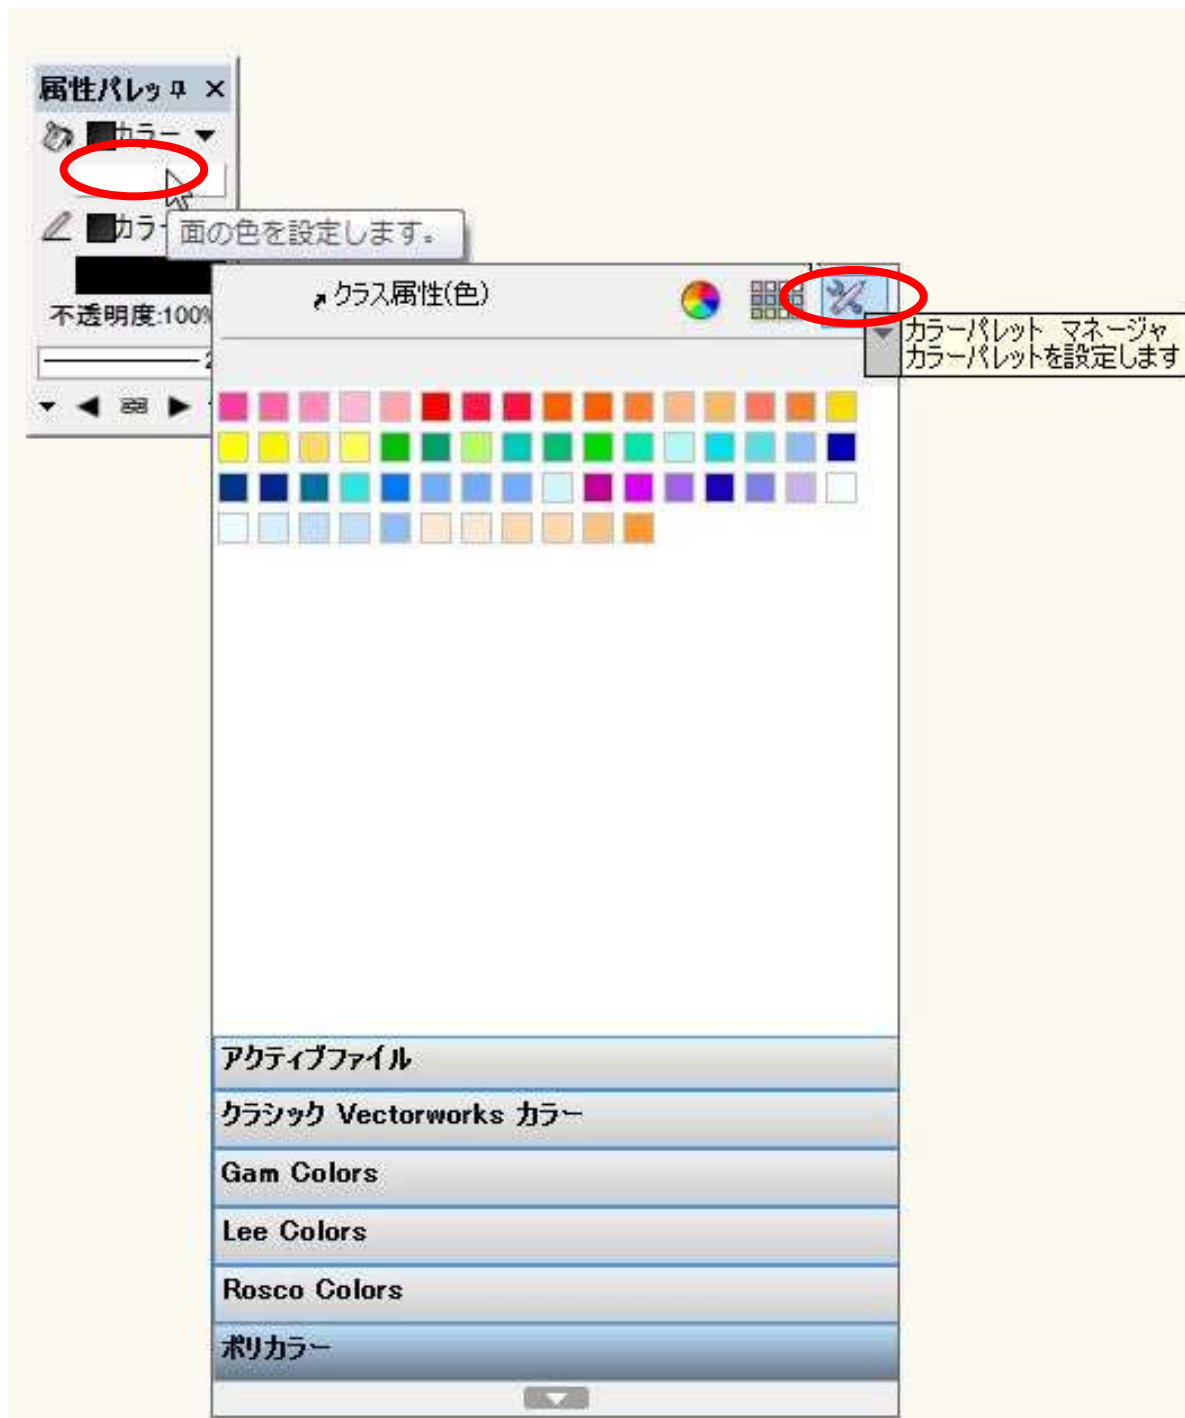 属性パレッ
カラー
カラー
面の色を設定します。
不透明度:100%
クラス属性(色)
カラーパレット マネージャ
カラーパレットを設定します
アクティブファイル
クラシック Vectorworks カラー
Gam Colors
Lee Colors
Rosco Colors
ポリカラー